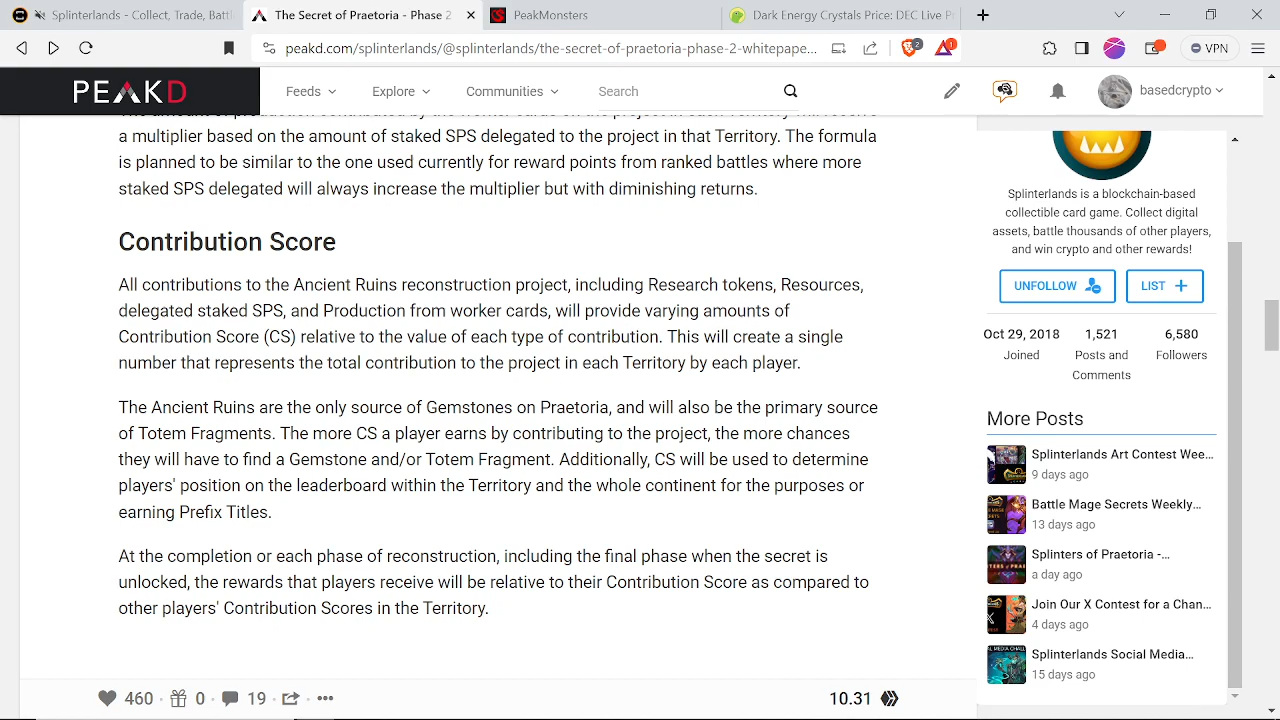 Splinterlands - Collect, Trade, Batt
The Secret of Praetoria - Phase 2
PeakMonsters
Dark Energy Crystals Price: DEC Live P
peakd.com/splinterlands/@splinterlands/the-secret-of-praetoria-phase-2-whitepape...
2
1
VPN
PEAKD
Feeds
Explore
Communities
Search
basedcrypto
a multiplier based on the amount of staked SPS delegated to the project in that Territory. The formula
is planned to be similar to the one used currently for reward points from ranked battles where more
staked SPS delegated will always increase the multiplier but with diminishing returns.
Contribution Score
All contributions to the Ancient Ruins reconstruction project, including Research tokens, Resources,
delegated staked SPS, and Production from worker cards, will provide varying amounts of
Contribution Score (CS) relative to the value of each type of contribution. This will create a single
number that represents the total contribution to the project in each Territory by each player.
The Ancient Ruins are the only source of Gemstones on Praetoria, and will also be the primary source
of Totem Fragments. The more CS a player earns by contributing to the project, the more chances
they will have to find a Gemstone and/or Totem Fragment. Additionally, CS will be used to determine
players' position on the leaderboard within the Territory and the whole continent for the purposes or
earning Prefix Titles.
At the completion or each phase of reconstruction, including the final phase when the secret is
unlocked, the rewards that players receive will be relative to their Contribution Score as compared to
other players' Contribution Scores in the Territory.
460
0
19
10.31
Splinterlands is a blockchain-based
collectible card game. Collect digital
assets, battle thousands of other players,
and win crypto and other rewards!
UNFOLLOW
LIST
Oct 29, 2018
Joined
1,521
Posts and
Comments
6,580
Followers
More Posts
Splinterlands Art Contest Wee...
9 days ago
Battle Mage Secrets Weekly...
13 days ago
Splinters of Praetoria -...
a day ago
Join Our X Contest for a Chan...
4 days ago
Splinterlands Social Media...
15 days ago